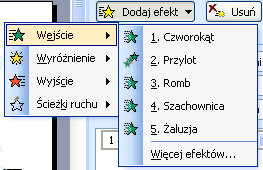 Dodaj efekt Usuń
Wejście
Wyróżnienie
Wyjście
Ścieżki ruchu
1. Czworokąt
2. Przylot
3. Romb
4. Szachownica
5. Żaluzja
Więcej efektów...
1